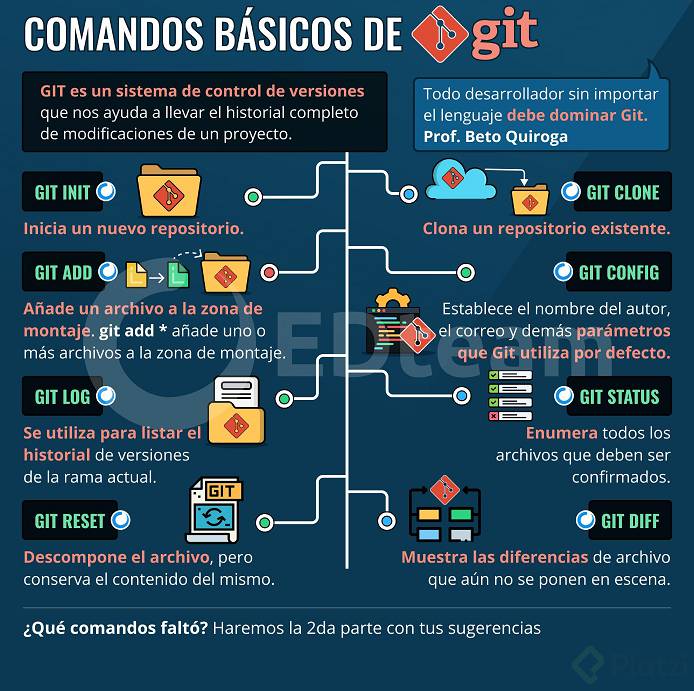 COMANDOS BÁSICOS DE git
GIT es un sistema de control de versiones
que nos ayuda a llevar el historial completo
de modificaciones de un proyecto.
Todo desarrollador sin importar
el lenguaje debe dominar Git.
Prof. Beto Quiroga
GIT INIT
Inicia un nuevo repositorio.
GIT CLONE
Clona un repositorio existente.
GIT ADD
Añade un archivo a la zona de
montaje. git add * añade uno o
más archivos a la zona de montaje.
GIT CONFIG
Establece el nombre del autor,
el correo y demás parámetros
que Git utiliza por defecto.
EDteam
GIT LOG
Se utiliza para listar el
historial de versiones
de la rama actual.
GIT STATUS
Enumera todos los
archivos que deben ser
confirmados.
GIT RESET
GIT
Descompone el archivo, pero
conserva el contenido del mismo.
GIT DIFF
Muestra las diferencias de archivo
que aún no se ponen en escena.
¿Qué comandos faltó? Haremos la 2da parte con tus sugerencias
Platzi